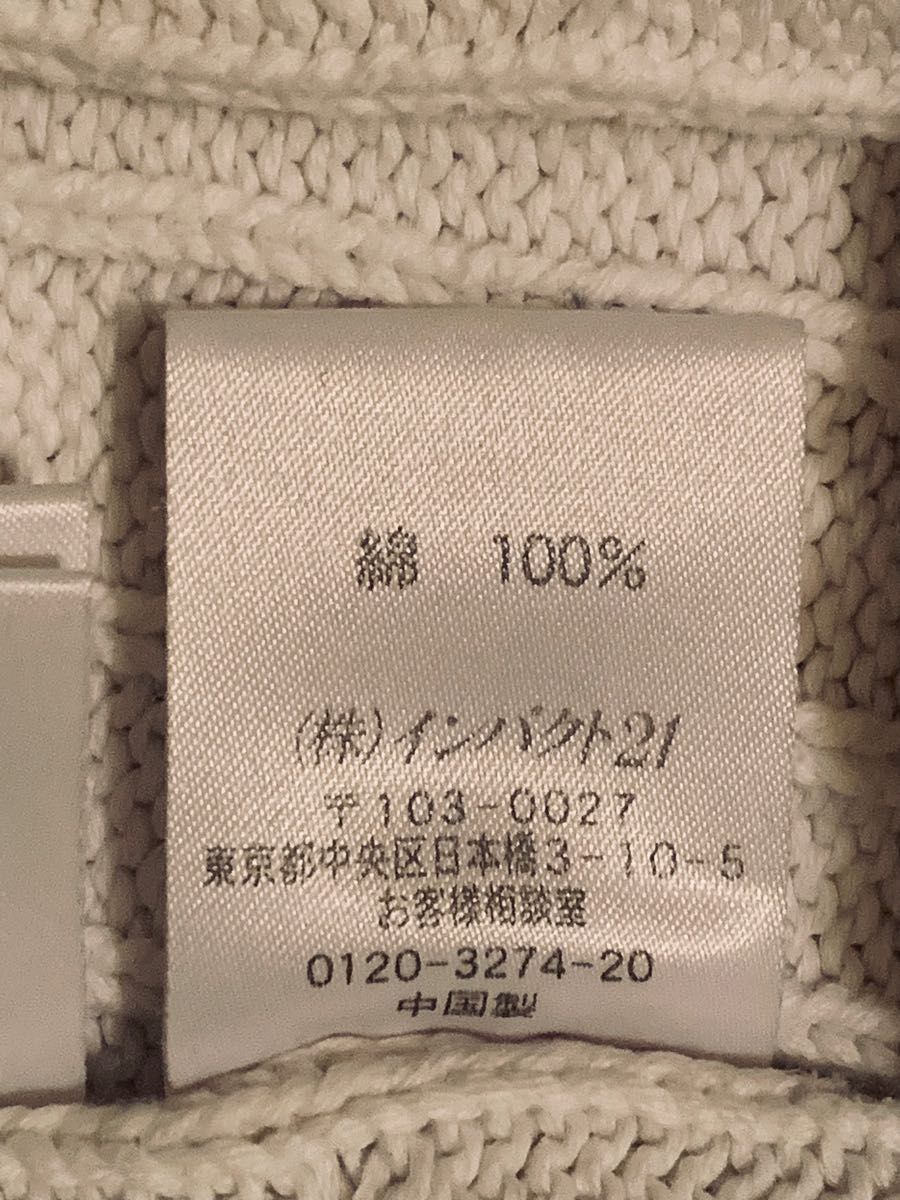 綿 100%
(株)インパクト21
〒103-0027
東京都中央区日本橋3-10-5
お客様相談室
0120-3274-20
中国製